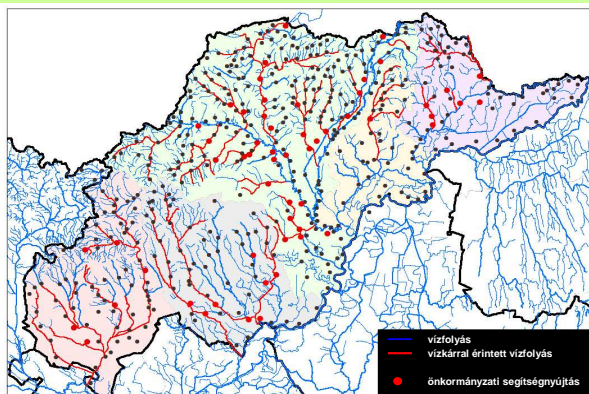 vízfolyás
vízkárral érintett vízfolyás
önkormányzati segítségnyújtás